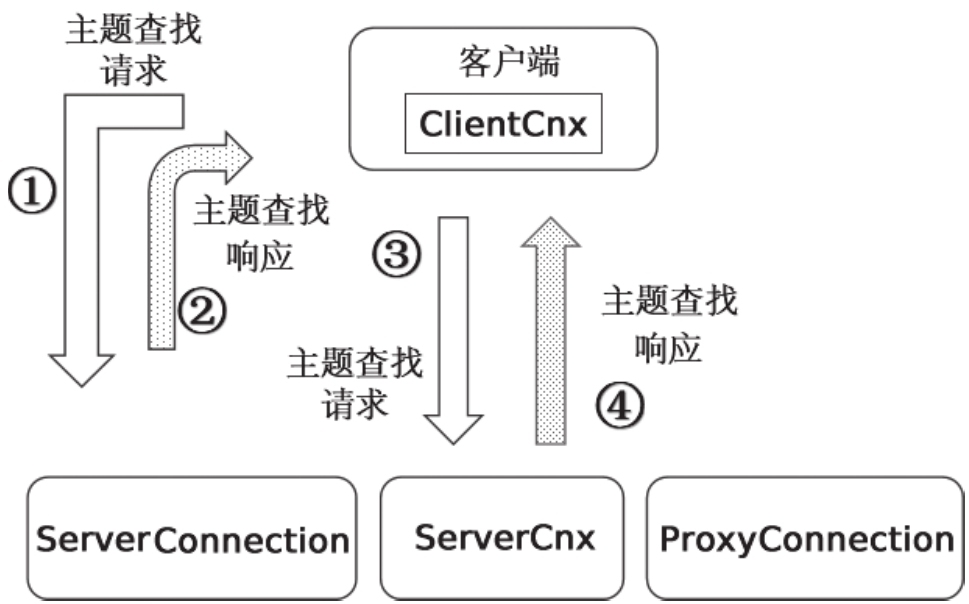 主题查找
请求
客户端
ClientCnx
①
主题查找
响应
②
③
主题查找
请求
主题查找
响应
④
ServerConnection
ServerCnx
ProxyConnection